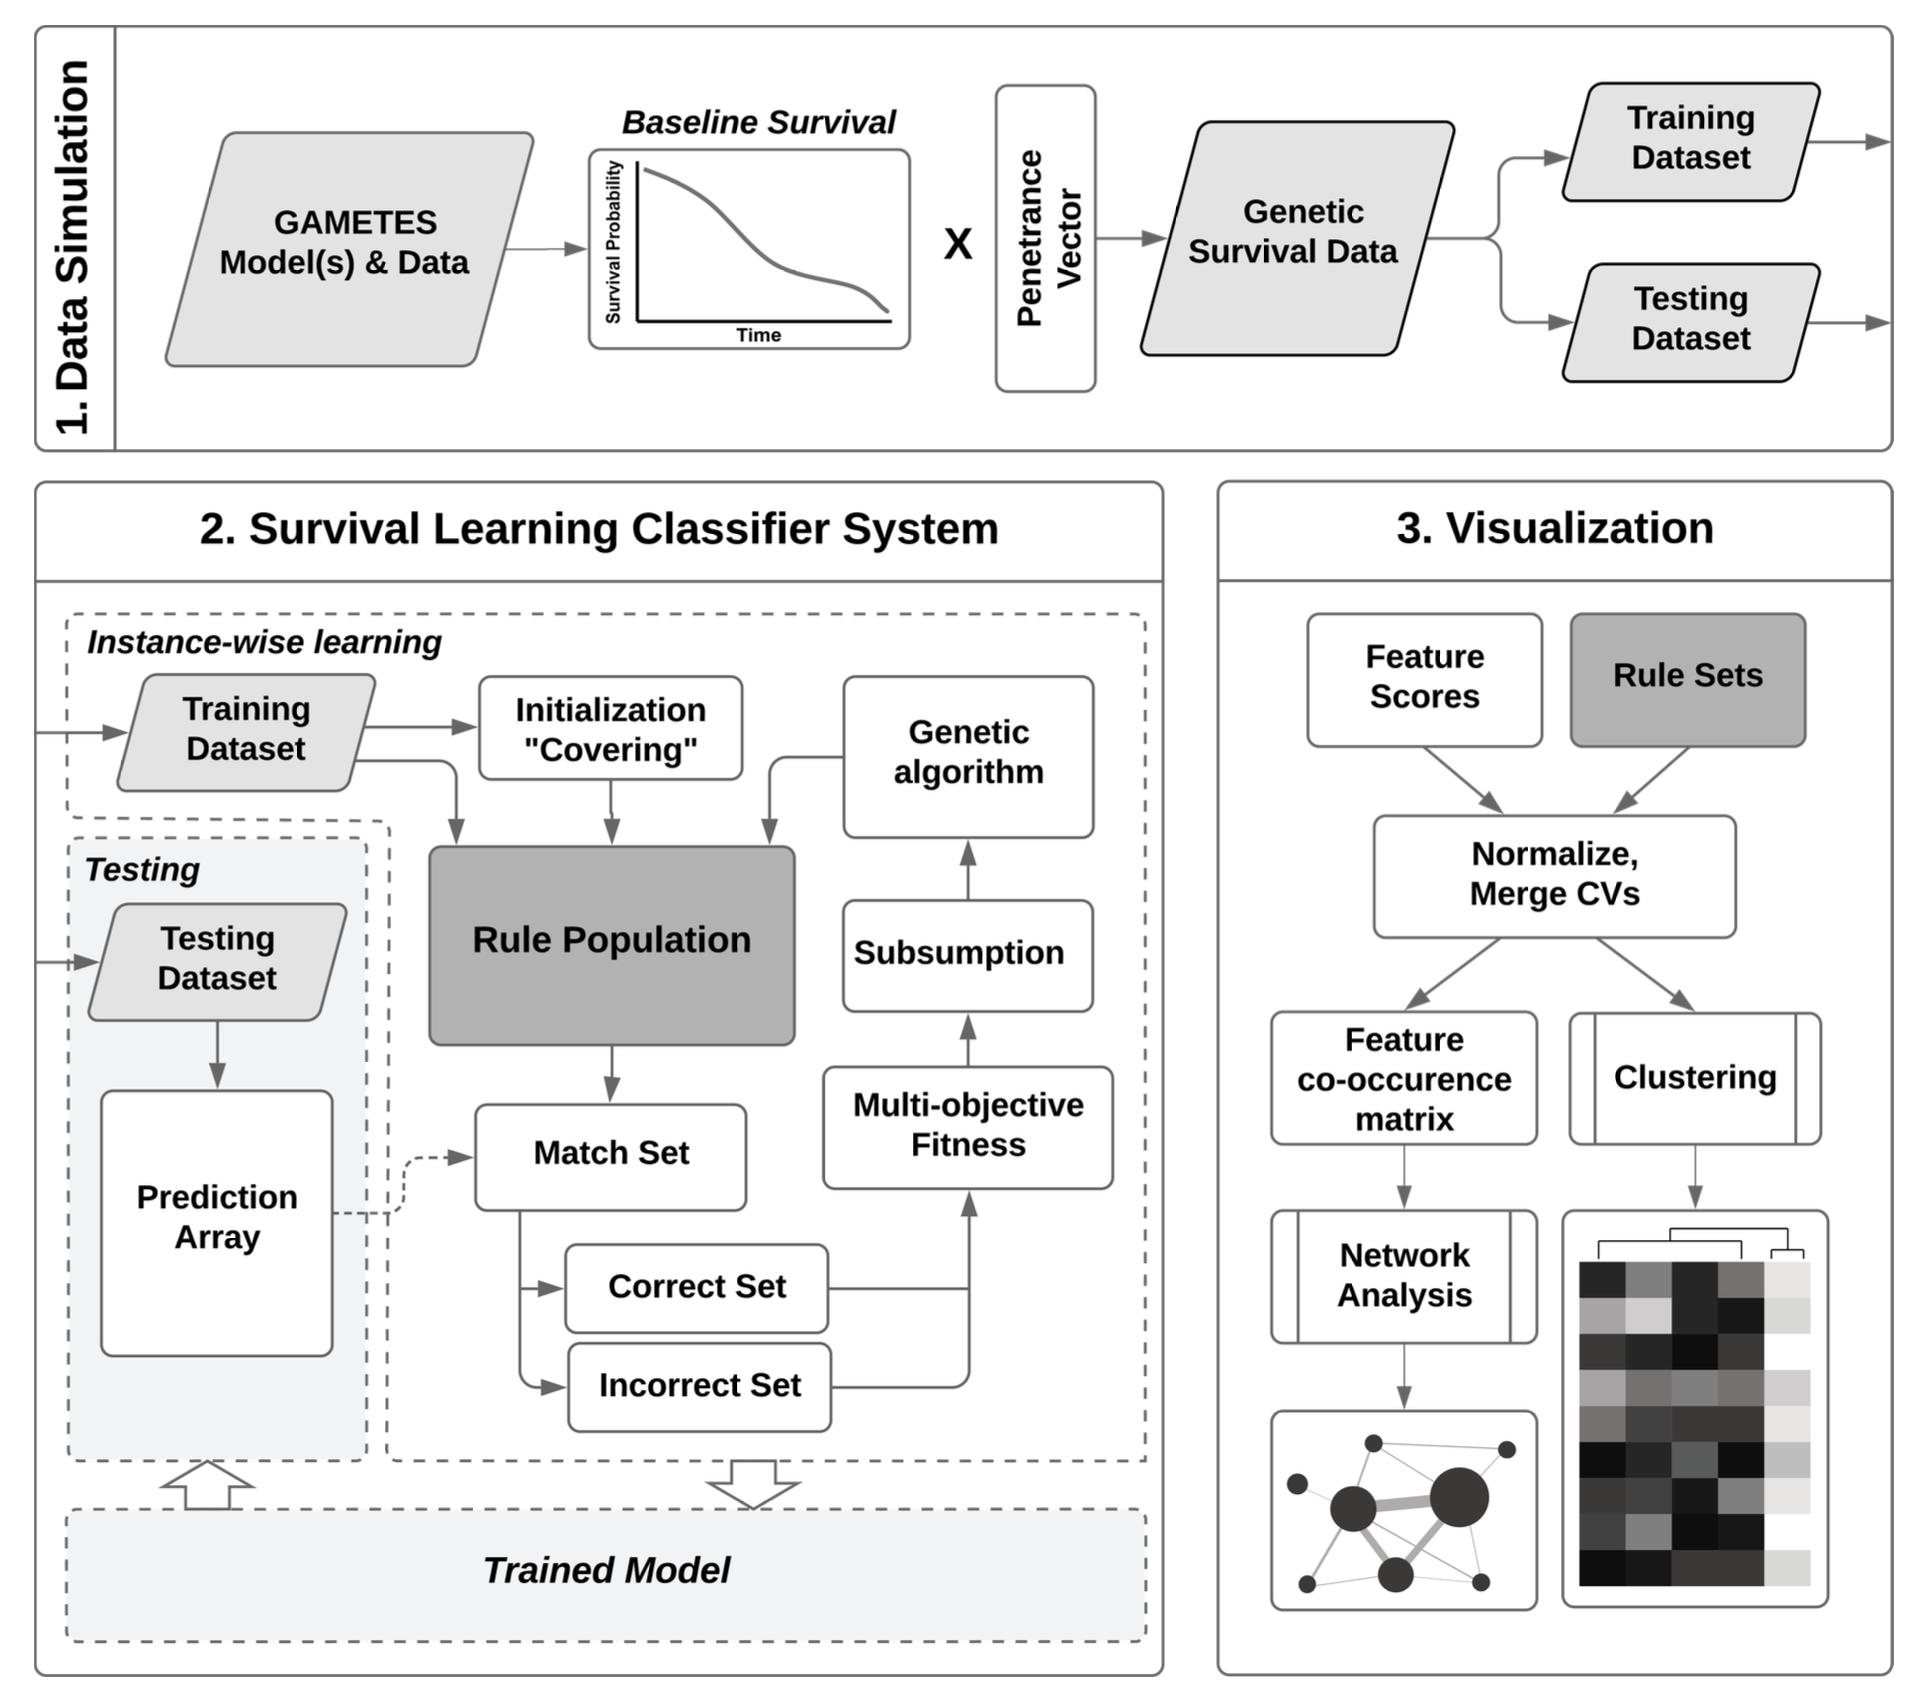 1. Data Simulation
GAMETES
Model(s) & Data
Baseline Survival
Survival Probability
Time
X
Penetrance
Vector
Genetic
Survival Data
Training
Dataset
Testing
Dataset
2. Survival Learning Classifier System
Instance-wise learning
Training
Dataset
Initialization
"Covering"
Genetic
algorithm
Testing
Testing
Dataset
Rule Population
Subsumption
Prediction
Array
Match Set
Multi-objective
Fitness
Correct Set
Incorrect Set
Trained Model
3. Visualization
Feature
Scores
Rule Sets
Normalize,
Merge CVs
Feature
co-occurence
matrix
Clustering
Network
Analysis